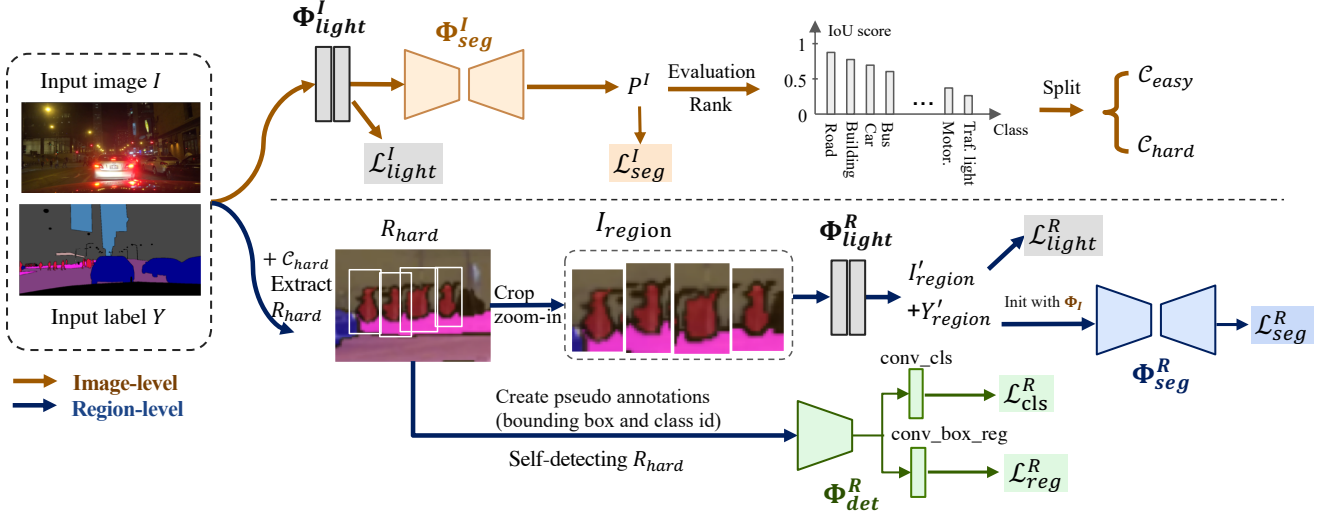 Input image I
Input label Y
Image-level
Region-level
Φ^I_light
Φ^I_seg
ℒ^I_light
P^I
ℒ^I_seg
Evaluation
Rank
IoU score
1
0.5
0
Road
Building
Car
Bus
...
Motor.
Traf. light
Class
Split
𝒞_easy
𝒞_hard
+ 𝒞_hard
Extract
R_hard
R_hard
Crop
zoom-in
I_region
Φ^R_light
I'_region
+Y'_region
ℒ^R_light
Init with Φ_I
Φ^R_seg
ℒ^R_seg
Create pseudo annotations
(bounding box and class id)
Self-detecting R_hard
Φ^R_det
conv_cls
ℒ^R_cls
conv_box_reg
ℒ^R_reg